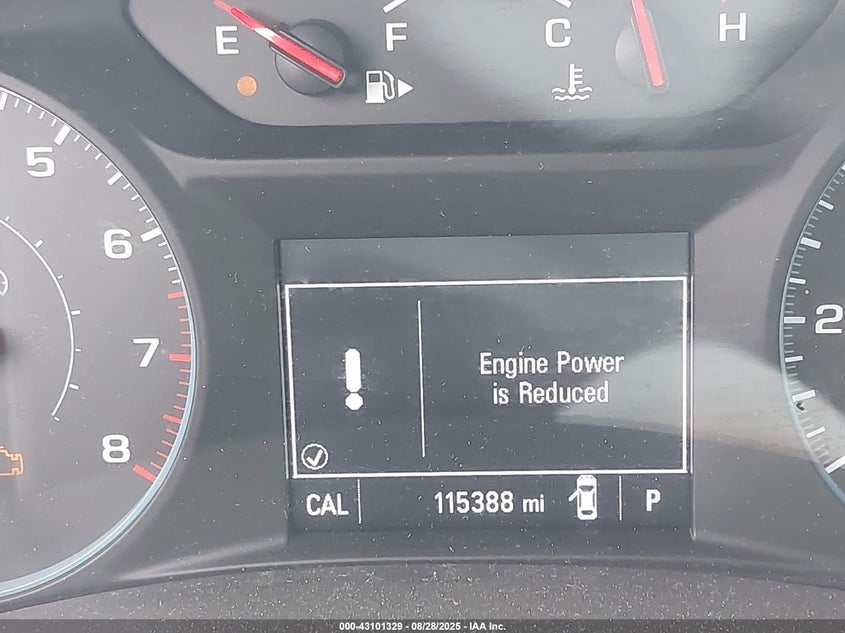 E F C H
5
6
7
8
2
Engine Power
is Reduced
CAL 115388 mi P
000-43101329 - 08/28/2025 - IAA Inc.